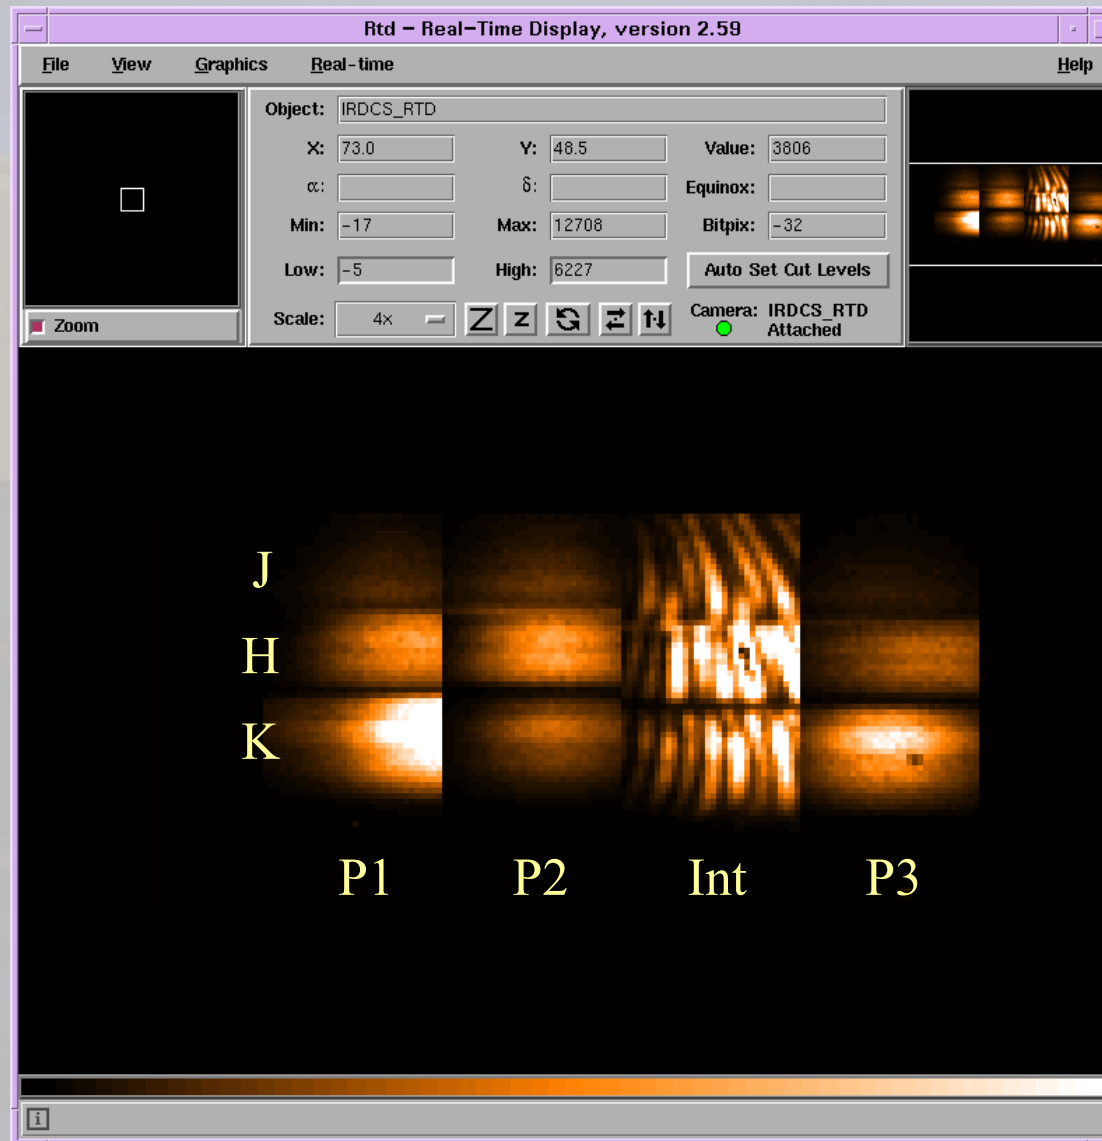 Rtd – Real–Time Display, version 2.59
File View Graphics Real-time Help
Object: IRDCS_RTD
X: 73.0 Y: 48.5 Value: 3806
α: δ: Equinox:
Min: -17 Max: 12708 Bitpix: -32
Low: -5 High: 6227 Auto Set Cut Levels
Scale: 4x Z z Camera: IRDCS_RTD
Attached
Zoom
J
H
K
P1 P2 Int P3
i